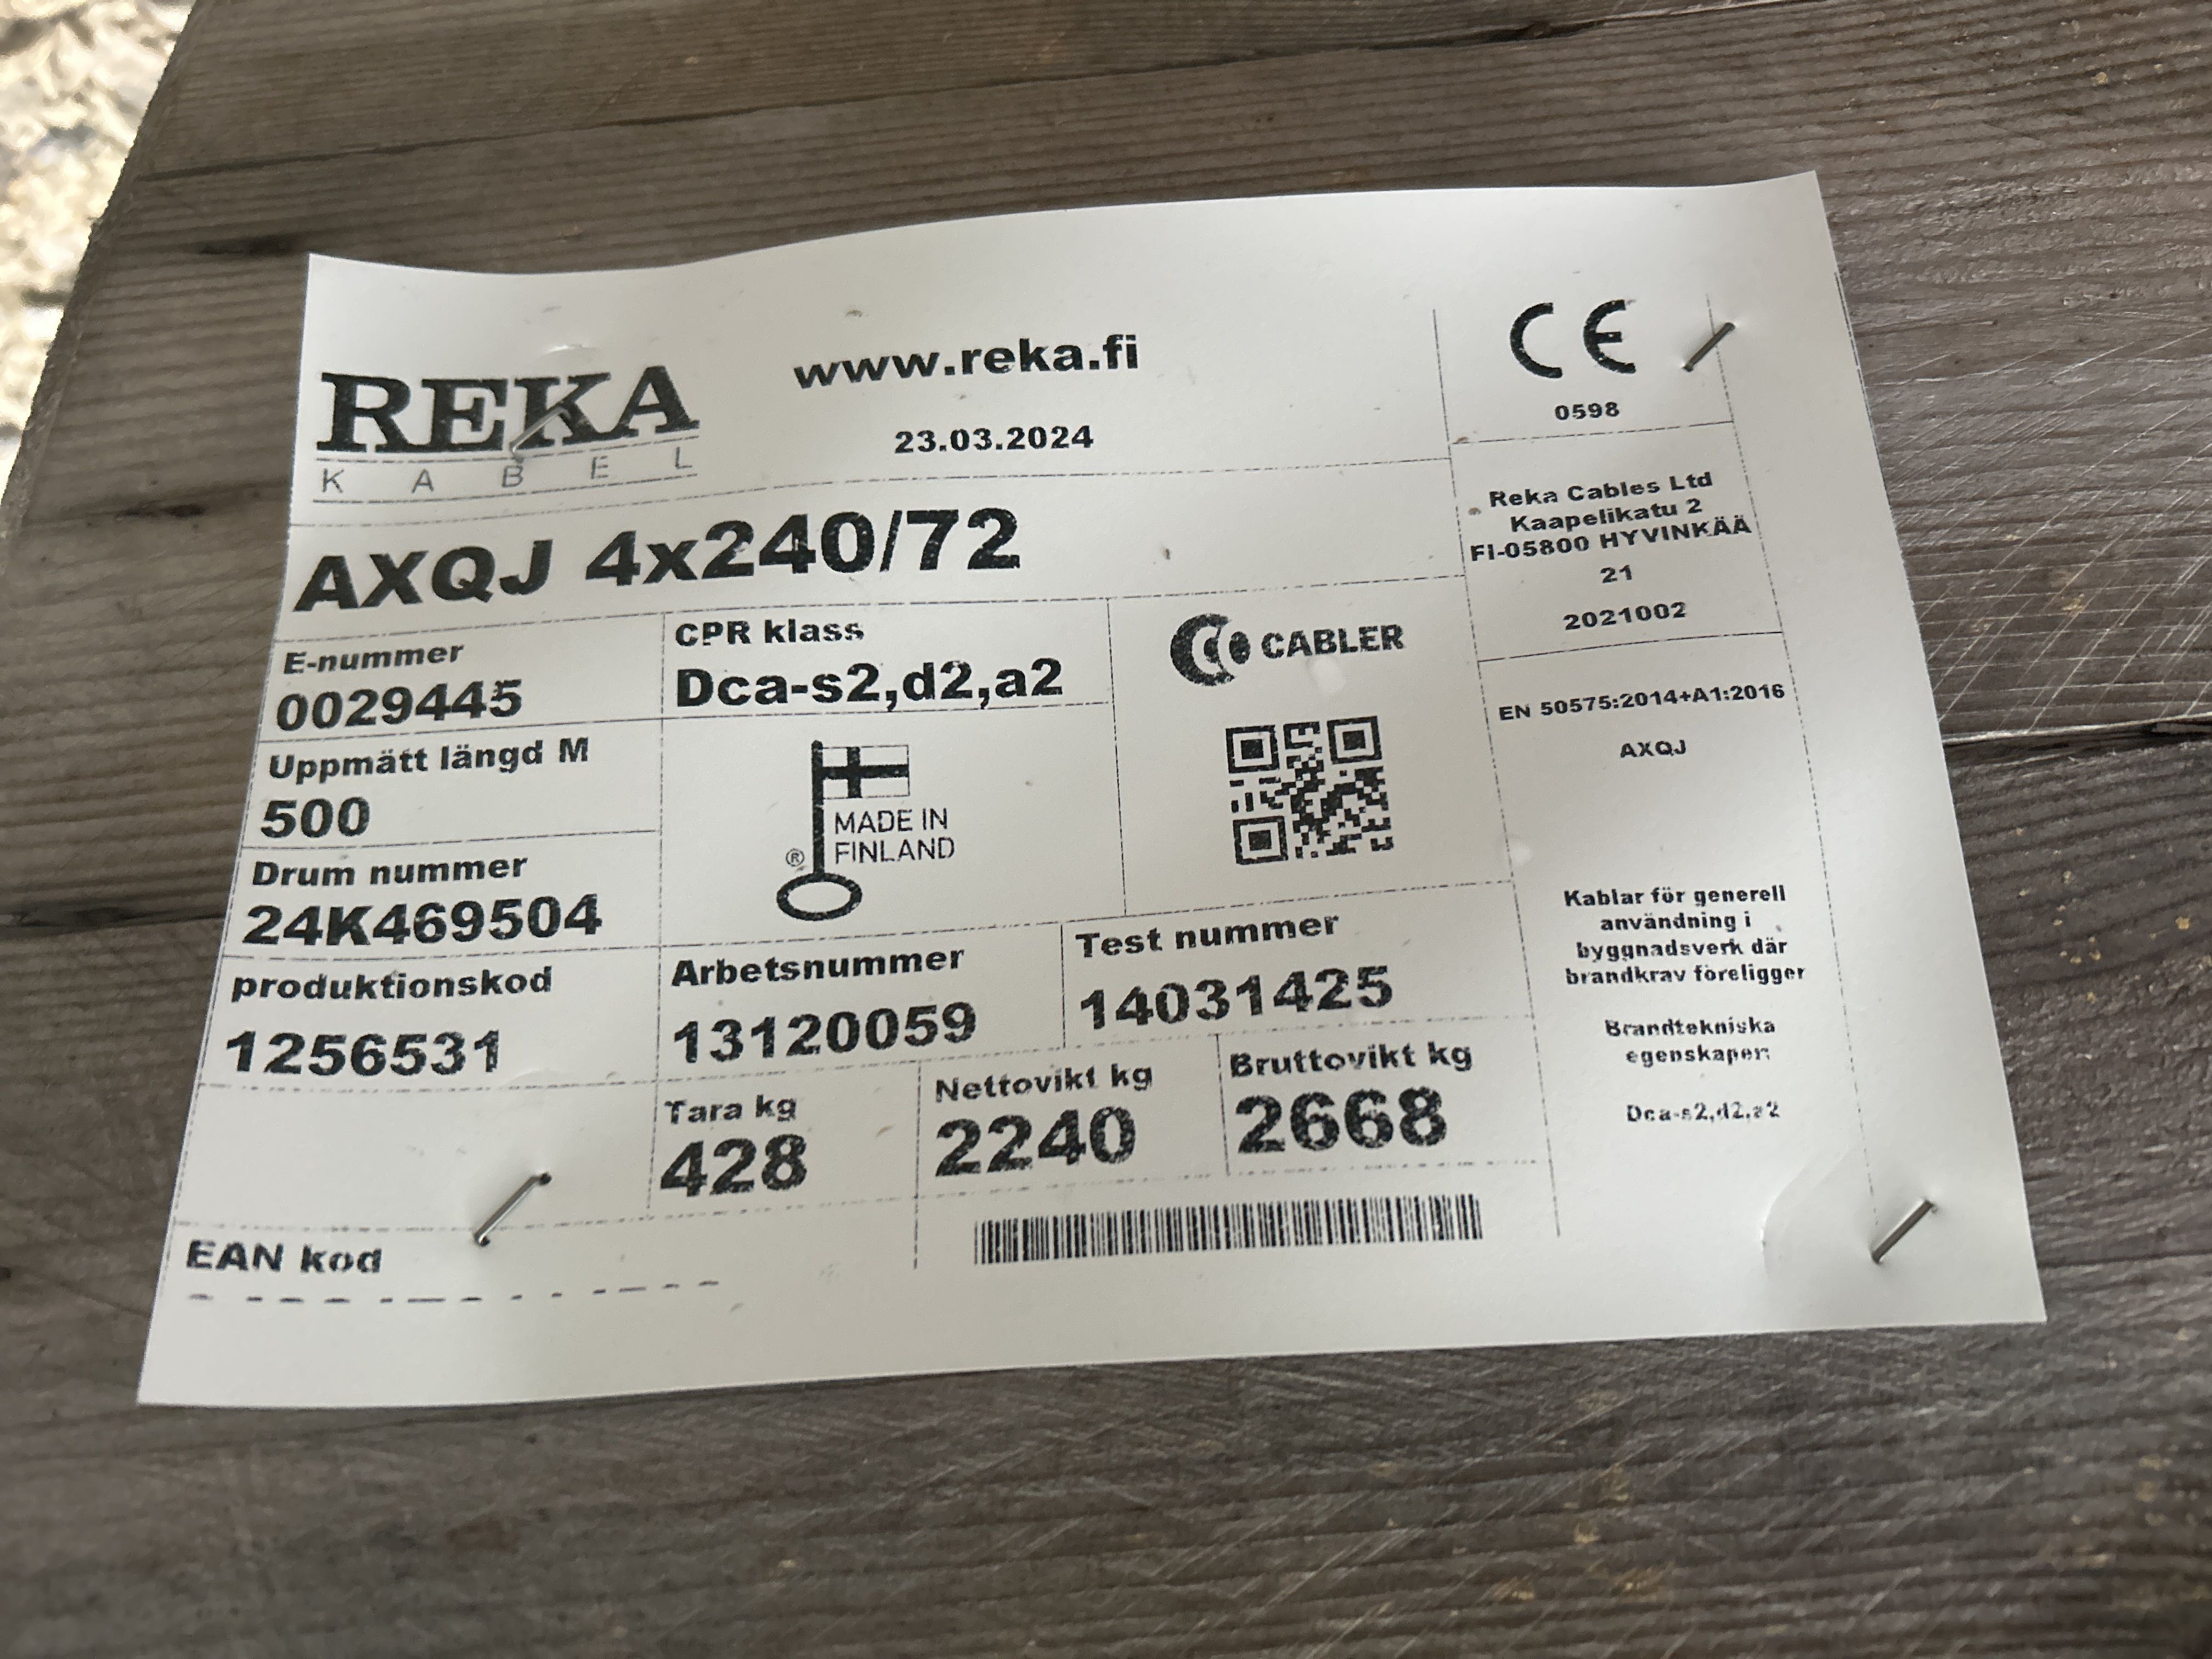 REKA
KABEL
www.reka.fi
23.03.2024
CE
0598
Reka Cables Ltd
Kaapelikatu 2
FI-05800 HYVINKÄÄ
21
2021002
AXQJ 4x240/72
E-nummer
0029445
CPR klass
Dca-s2,d2,a2
CABLER
EN 50575:2014+A1:2016
AXQJ
Uppmätt längd M
500
MADE IN
FINLAND
®
Drum nummer
24K469504
Kablar för generell
användning i
byggnadsverk där
brandkrav föreligger
Brandtekniska
egenskaper:
Dca-s2,d2,a2
produktionskod
1256531
Arbetsnummer
13120059
Test nummer
14031425
Tara kg
428
Nettovikt kg
2240
Bruttovikt kg
2668
EAN kod